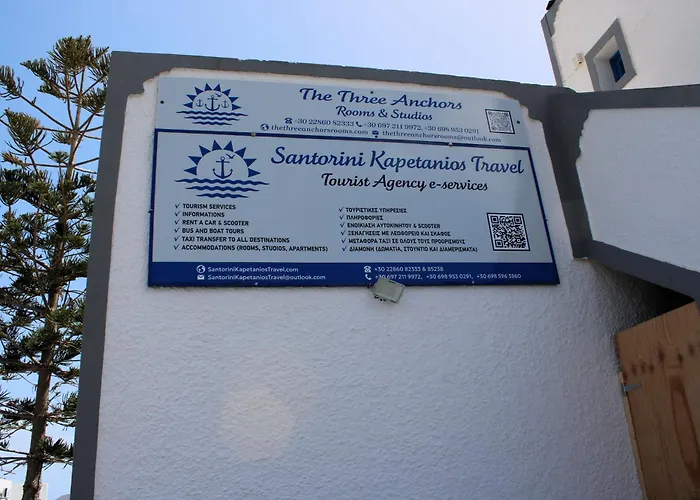 The Three Anchors
Rooms & Studios
+30 22860 82333 +30 697 211 9972, +30 698 953 0291
thethreeanchorsrooms.com thethreeanchorsrooms@outlook.com
Santorini Kapetanios Travel
Tourist Agency e-services
✓ TOURISM SERVICES
✓ INFORMATIONS
✓ RENT A CAR & SCOOTER
✓ BUS AND BOAT TOURS
✓ TAXI TRANSFER TO ALL DESTINATIONS
✓ ACCOMMODATIONS (ROOMS, STUDIOS, APARTMENTS)
✓ ΤΟΥΡΙΣΤΙΚΕΣ ΥΠΗΡΕΣΙΕΣ
✓ ΠΛΗΡΟΦΟΡΙΕΣ
✓ ΕΝΟΙΚΙΑΣΗ ΑΥΤΟΚΙΝΗΤΟΥ & SCOOTER
✓ ΞΕΝΑΓΗΣΕΙΣ ΜΕ ΛΕΩΦΟΡΕΙΟ ΚΑΙ ΣΚΑΦΟΣ
✓ ΜΕΤΑΦΟΡΑ ΤΑΞΙ ΣΕ ΟΛΟΥΣ ΤΟΥΣ ΠΡΟΟΡΙΣΜΟΥΣ
✓ ΔΙΑΜΟΝΗ (ΔΩΜΑΤΙΑ, ΣΤΟΥΝΤΙΟ ΚΑΙ ΔΙΑΜΕΡΙΣΜΑΤΑ)
SantoriniKapetaniosTravel.com
SantoriniKapetaniosTravel@outlook.com
+30 22860 82333 & 85238
+30 697 211 9972, +30 698 953 0291, +30 698 596 3860